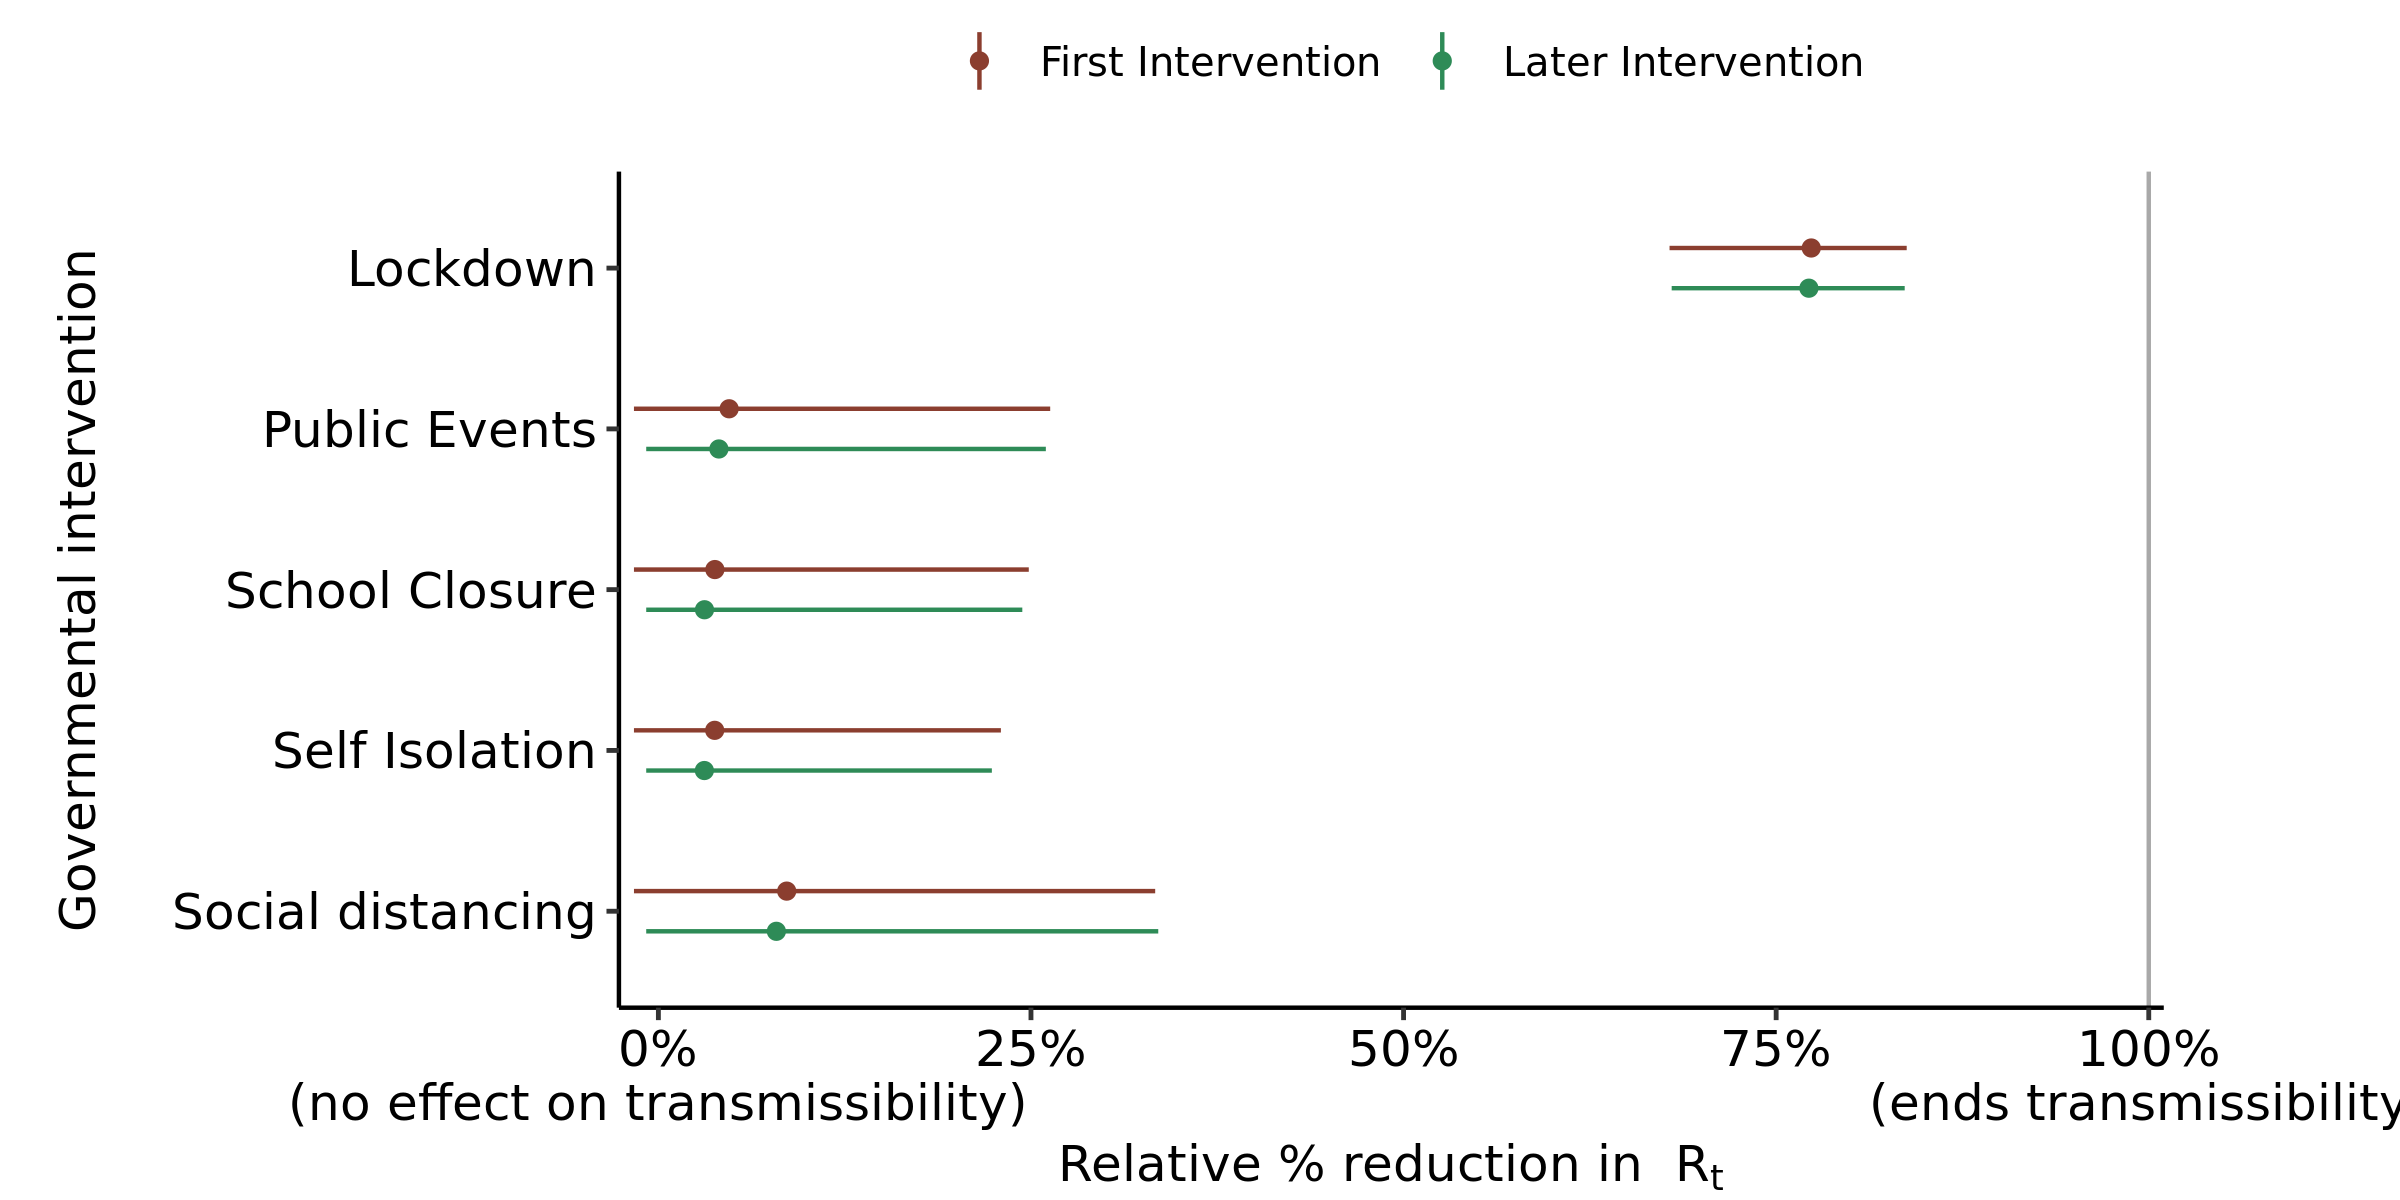 First Intervention Later Intervention
Governmental intervention
Lockdown
Public Events
School Closure
Self Isolation
Social distancing
0% 25% 50% 75% 100%
(no effect on transmissibility) (ends transmissibility
Relative % reduction in Rt